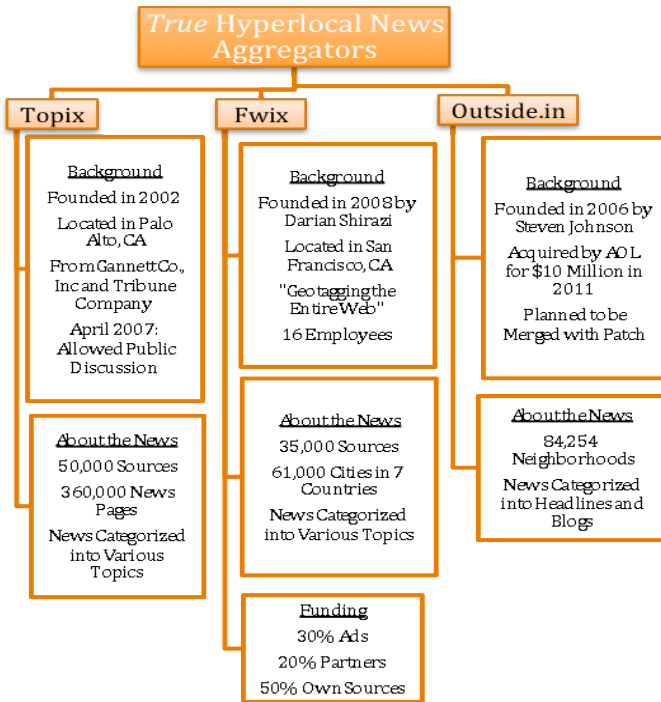 True Hyperlocal News
Aggregators
Topix
Background
Founded in 2002
Located in Palo
Alto, CA
From Gannett Co.,
Inc and Tribune
Company
April 2007:
Allowed Public
Discussion
About the News
50,000 Sources
360,000 News
Pages
News Categorized
into Various
Topics
Fwix
Background
Founded in 2008 by
Darian Shirazi
Located in San
Francisco, CA
"Geotagging the
Entire Web"
16 Employees
About the News
35,000 Sources
61,000 Cities in 7
Countries
News Categorized
into Various Topics
Funding
30% Ads
20% Partners
50% Own Sources
Outside.in
Background
Founded in 2006 by
Steven Johnson
Acquired by AOL
for $10 Million in
2011
Planned to be
Merged with Patch
About the News
84,254
Neighborhoods
News Categorized
into Headlines and
Blogs